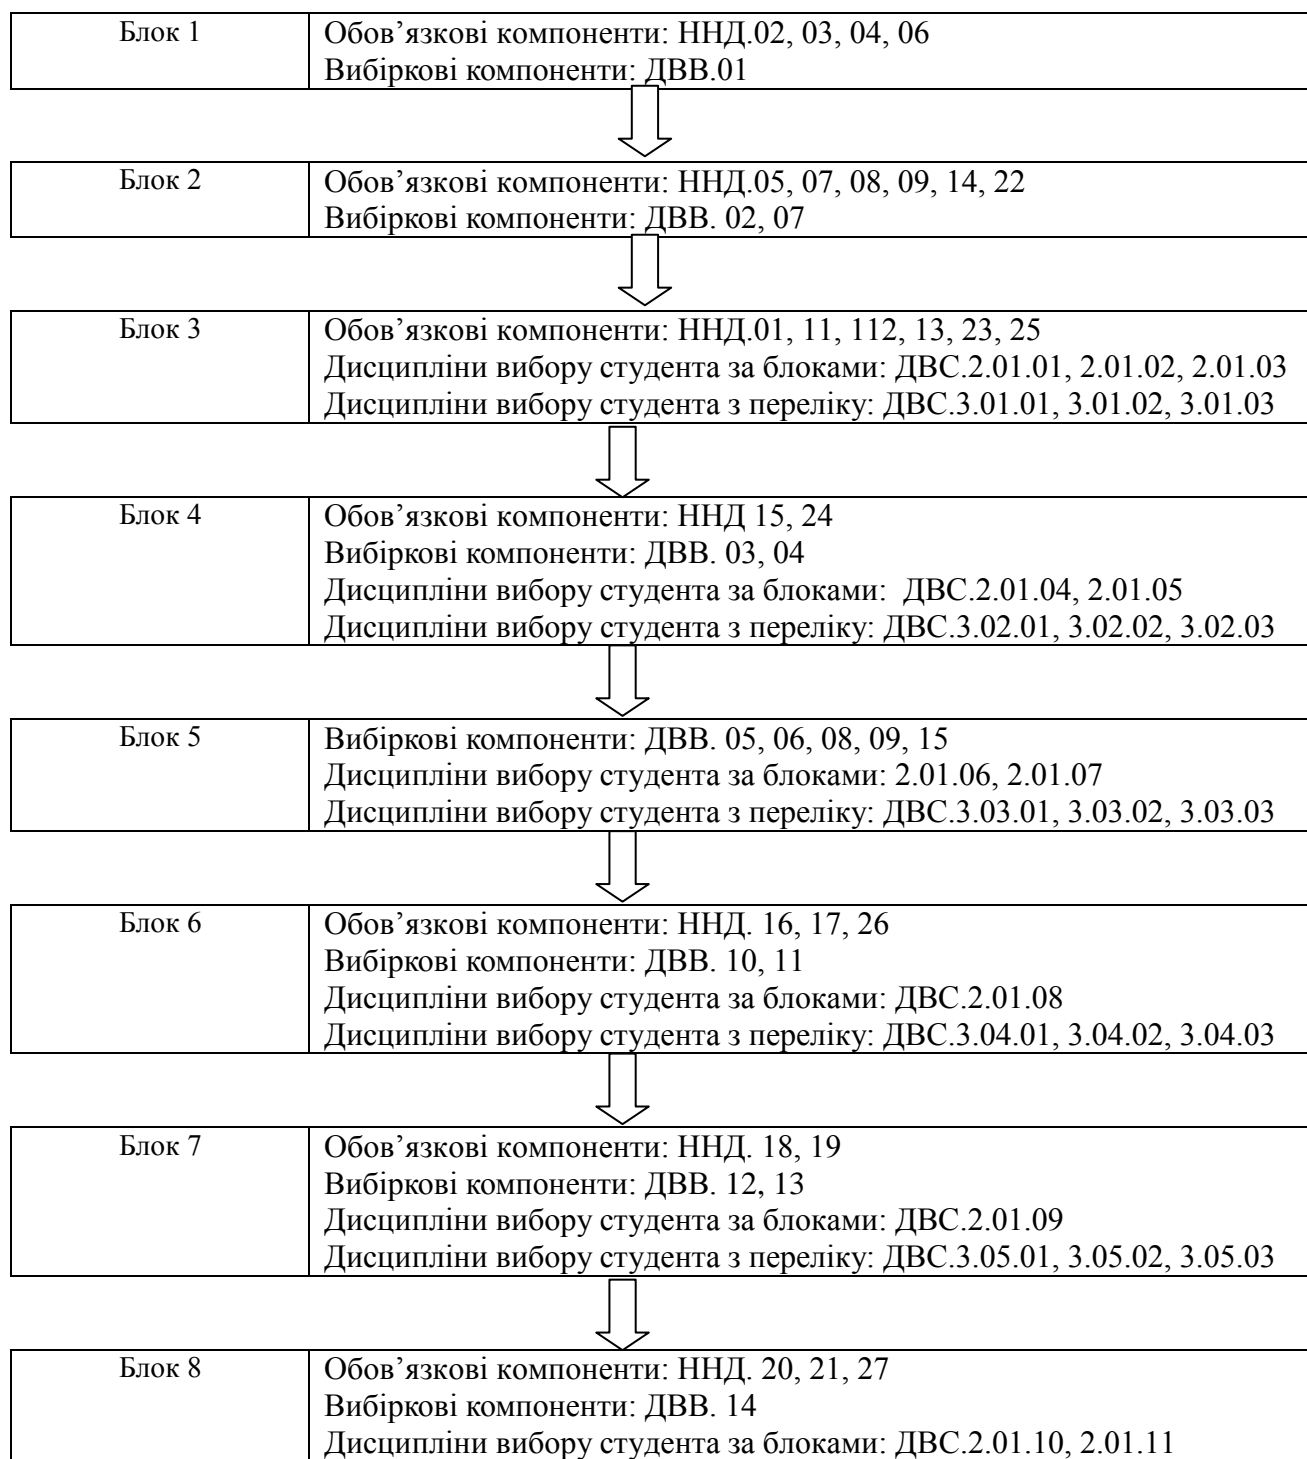 Блок 1
Обов’язкові компоненти: ННД.02, 03, 04, 06
Вибіркові компоненти: ДВВ.01
Блок 2
Обов’язкові компоненти: ННД.05, 07, 08, 09, 14, 22
Вибіркові компоненти: ДВВ. 02, 07
Блок 3
Обов’язкові компоненти: ННД.01, 11, 112, 13, 23, 25
Дисципліни вибору студента за блоками: ДВС.2.01.01, 2.01.02, 2.01.03
Дисципліни вибору студента з переліку: ДВС.3.01.01, 3.01.02, 3.01.03
Блок 4
Обов’язкові компоненти: ННД 15, 24
Вибіркові компоненти: ДВВ. 03, 04
Дисципліни вибору студента за блоками: ДВС.2.01.04, 2.01.05
Дисципліни вибору студента з переліку: ДВС.3.02.01, 3.02.02, 3.02.03
Блок 5
Вибіркові компоненти: ДВВ. 05, 06, 08, 09, 15
Дисципліни вибору студента за блоками: 2.01.06, 2.01.07
Дисципліни вибору студента з переліку: ДВС.3.03.01, 3.03.02, 3.03.03
Блок 6
Обов’язкові компоненти: ННД. 16, 17, 26
Вибіркові компоненти: ДВВ. 10, 11
Дисципліни вибору студента за блоками: ДВС.2.01.08
Дисципліни вибору студента з переліку: ДВС.3.04.01, 3.04.02, 3.04.03
Блок 7
Обов’язкові компоненти: ННД. 18, 19
Вибіркові компоненти: ДВВ. 12, 13
Дисципліни вибору студента за блоками: ДВС.2.01.09
Дисципліни вибору студента з переліку: ДВС.3.05.01, 3.05.02, 3.05.03
Блок 8
Обов’язкові компоненти: ННД. 20, 21, 27
Вибіркові компоненти: ДВВ. 14
Дисципліни вибору студента за блоками: ДВС.2.01.10, 2.01.11